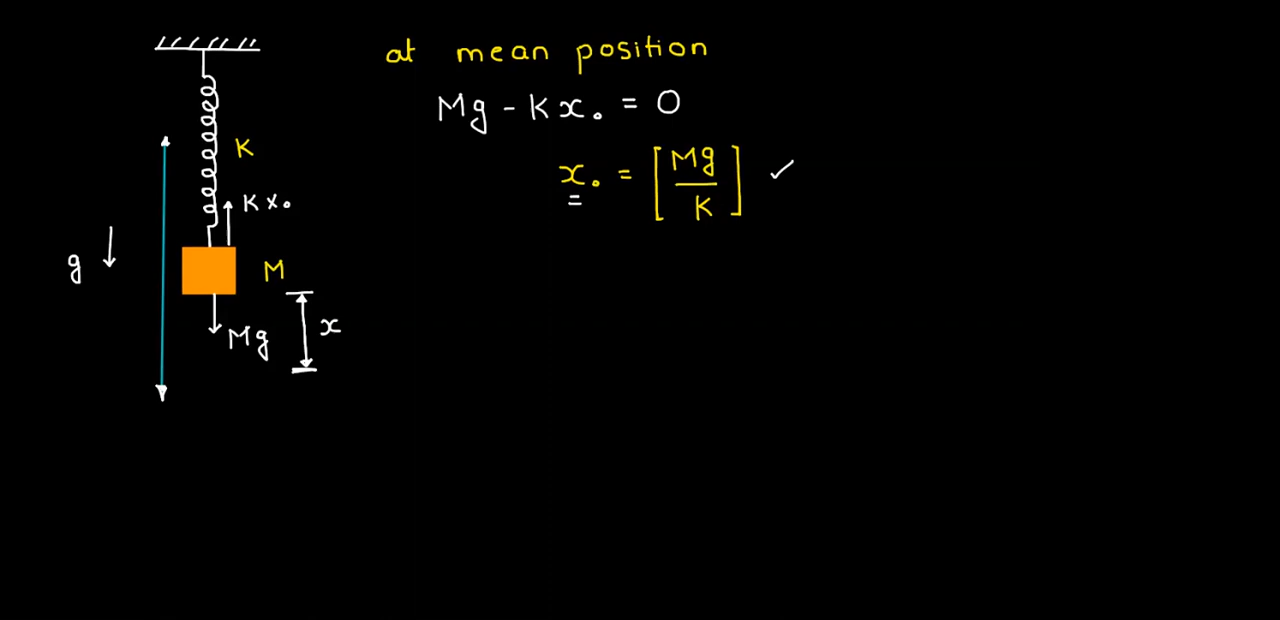 at mean position
Mg - Kx₀ = 0
x₀ = [Mg/K] ✓
K
Kx₀
g
M
Mg
x